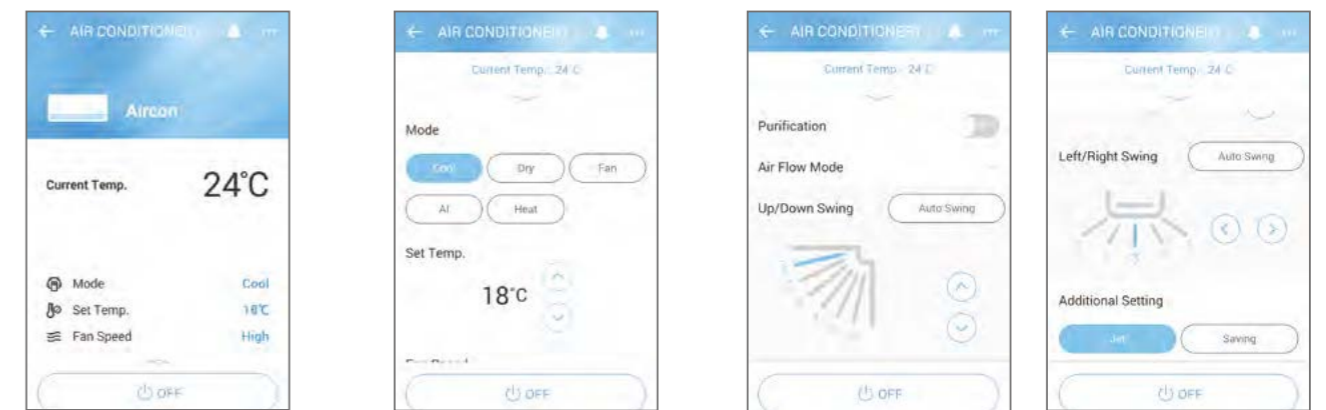 AIR CONDITIONER
Aircon
Current Temp.
24°C
Mode
Cool
Set Temp.
18°C
Fan Speed
High
OFF
AIR CONDITIONER
Current Temp. 24°C
Mode
Cool
Dry
Fan
AI
Heat
Set Temp.
18°C
Fan Speed
OFF
AIR CONDITIONER
Current Temp. 24°C
Purification
Air Flow Mode
Up/Down Swing
Auto Swing
OFF
AIR CONDITIONER
Current Temp. 24°C
Left/Right Swing
Auto Swing
Additional Setting
Jet
Saving
OFF